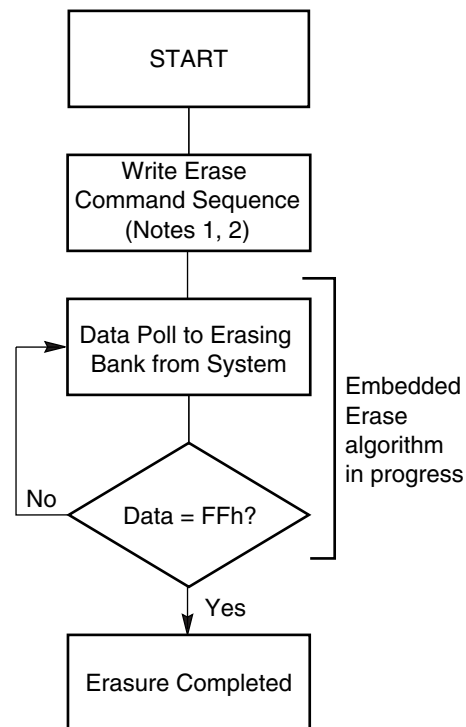 START
Write Erase
Command Sequence
(Notes 1, 2)
Data Poll to Erasing
Bank from System
Embedded
Erase
algorithm
in progress
No
Data = FFh?
Yes
Erasure Completed